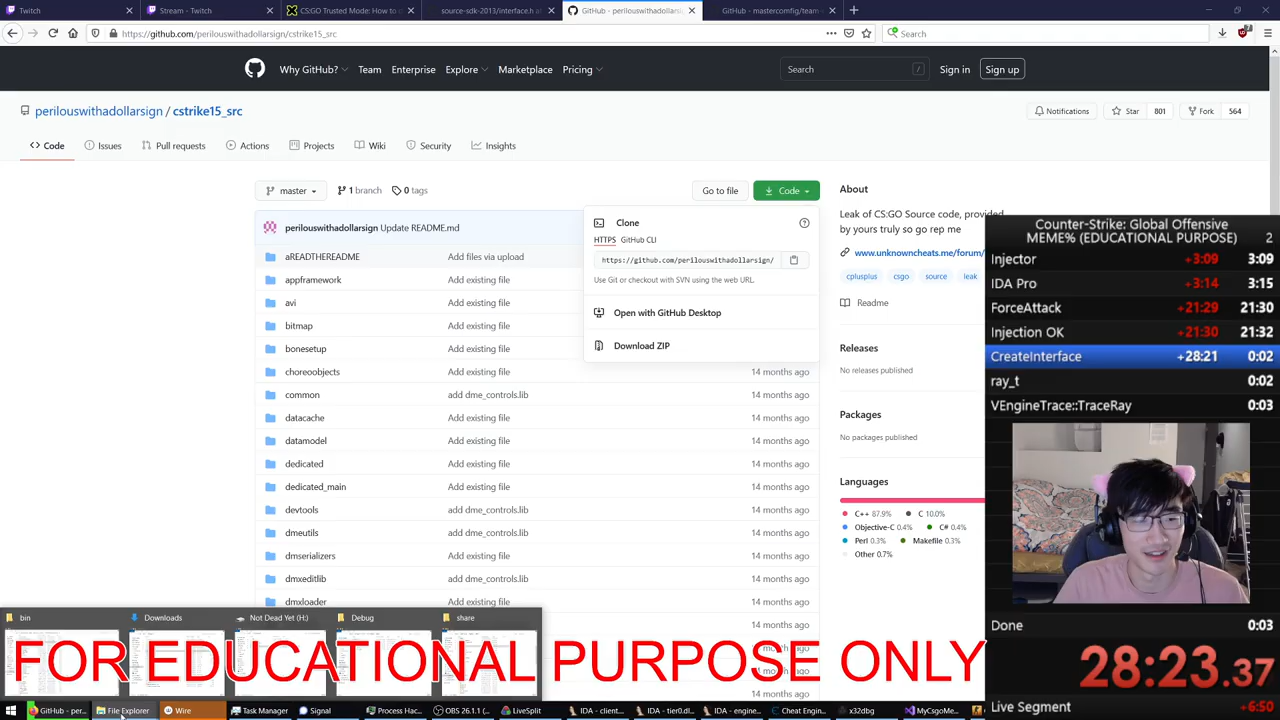 Twitch
Stream - Twitch
CS:GO Trusted Mode: How to c
source-sdk-2013/interface.h at
GitHub - perilouswithadollarsign/
GitHub - mastercomfig/team-
https://github.com/perilouswithadollarsign/cstrike15_src
Search
Why GitHub? Team Enterprise Explore Marketplace Pricing
Search /
Sign in Sign up
perilouswithadollarsign / cstrike15_src
Notifications Star 801 Fork 564
Code Issues Pull requests Actions Projects Wiki Security Insights
master 1 branch 0 tags
Go to file Code
perilouswithadollarsign Update README.md
aREADTHEREADME Add files via upload
appframework Add existing file
avi Add existing file
bitmap Add existing file
bonesetup Add existing file
choreoobjects Add existing file 14 months ago
common add dme_controls.lib 14 months ago
datacache Add existing file 14 months ago
datamodel Add existing file 14 months ago
dedicated Add existing file 14 months ago
dedicated_main Add existing file 14 months ago
devtools add dme_controls.lib 14 months ago
dmeutils add dme_controls.lib 14 months ago
dmserializers Add existing file 14 months ago
dmxeditlib add dme_controls.lib 14 months ago
dmxloader Add existing file 14 months ago
14 months ago
Clone
HTTPS GitHub CLI
https://github.com/perilouswithadollarsign/
Use Git or checkout with SVN using the web URL.
Open with GitHub Desktop
Download ZIP
About
Leak of CS:GO Source code, provided
by yours truly so go rep me
www.unknowncheats.me/forum/
cplusplus csgo source leak
Readme
Releases
No releases published
Packages
No packages published
Languages
C++ 87.9% C 10.0%
Objective-C 0.4% C# 0.4%
Perl 0.3% Makefile 0.3%
Other 0.7%
Counter-Strike: Global Offensive
MEME% (EDUCATIONAL PURPOSE) 2
Injector +3:09 3:09
IDA Pro +3:14 3:15
ForceAttack +21:29 21:30
Injection OK +21:30 21:32
CreateInterface +28:21 0:02
ray_t 0:02
VEngineTrace::TraceRay 0:03
Done 0:03
28:23.37
Live Segment +6:50
bin Downloads Not Dead Yet (H:) Debug share
FOR EDUCATIONAL PURPOSE ONLY
GitHub - per... File Explorer Wire Task Manager Signal Process Hac... OBS 26.1.1 (... LiveSplit IDA - client... IDA - tier0.dl... IDA - engine... Cheat Engin... x32dbg MyCsgoMe...